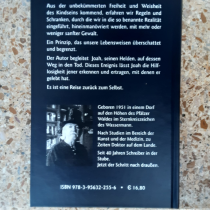 Aus der unbekümmerten Freiheit und Weisheit
des Kindseins kommend, erfahren wir Regeln und
Schranken, durch die wir in die so benannte Realität
eingeführt, hineinmanövriert werden, mit mehr oder
weniger sanfter Gewalt.
Ein Prinzip, das unsere Lebensweisen überschattet
und begrenzt.
Der Autor begleitet Joah, seinen Helden, auf dessen
Weg in den Tod. Dieses Ereignis lässt Joah die Hilf-
losigkeit jener erkennen und ertragen, mit denen er
gelebt hat.
Es ist eine Reise zurück zum Selbst.
Geboren 1951 in einem Dorf
auf den Höhen des Pfälzer
Waldes im Sternkreiszeichen
des Wassermann.
Nach Studien im Bereich der
Kunst und der Medizin, zu
Zeiten Doktor auf dem Lande.
Seit 40 Jahren Schreiber in der
Stube,
jetzt der Schritt nach draußen.
ISBN 978-3-95632-255-6 € 16,80